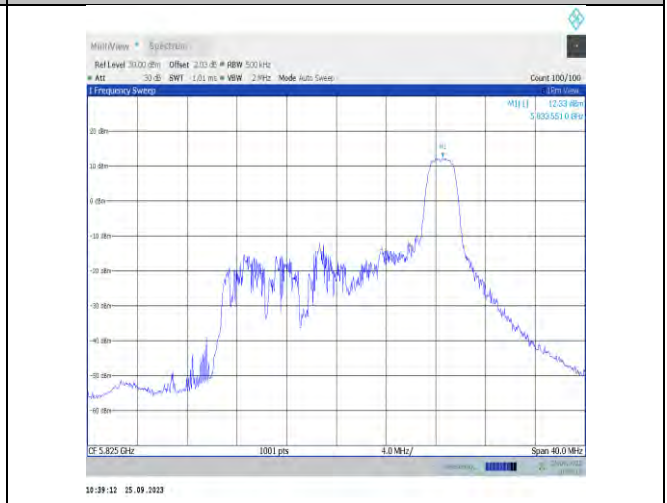 MultiView Spectrum
Ref Level 30.00 dBm Offset 2.03 dB RBW 500 kHz
Att 30 dB SWT 1.01 ms VBW 2 MHz Mode Auto Sweep Count 100/100
1 Frequency Sweep
M1[1] 12.33 dBm
20 dBm
M1
10 dBm
0 dBm
-10 dBm
-20 dBm
-30 dBm
-40 dBm
-50 dBm
-60 dBm
CF 5.825 GHz 1001 pts 4.0 MHz/ Span 40.0 MHz
10:39:12 25.09.2023